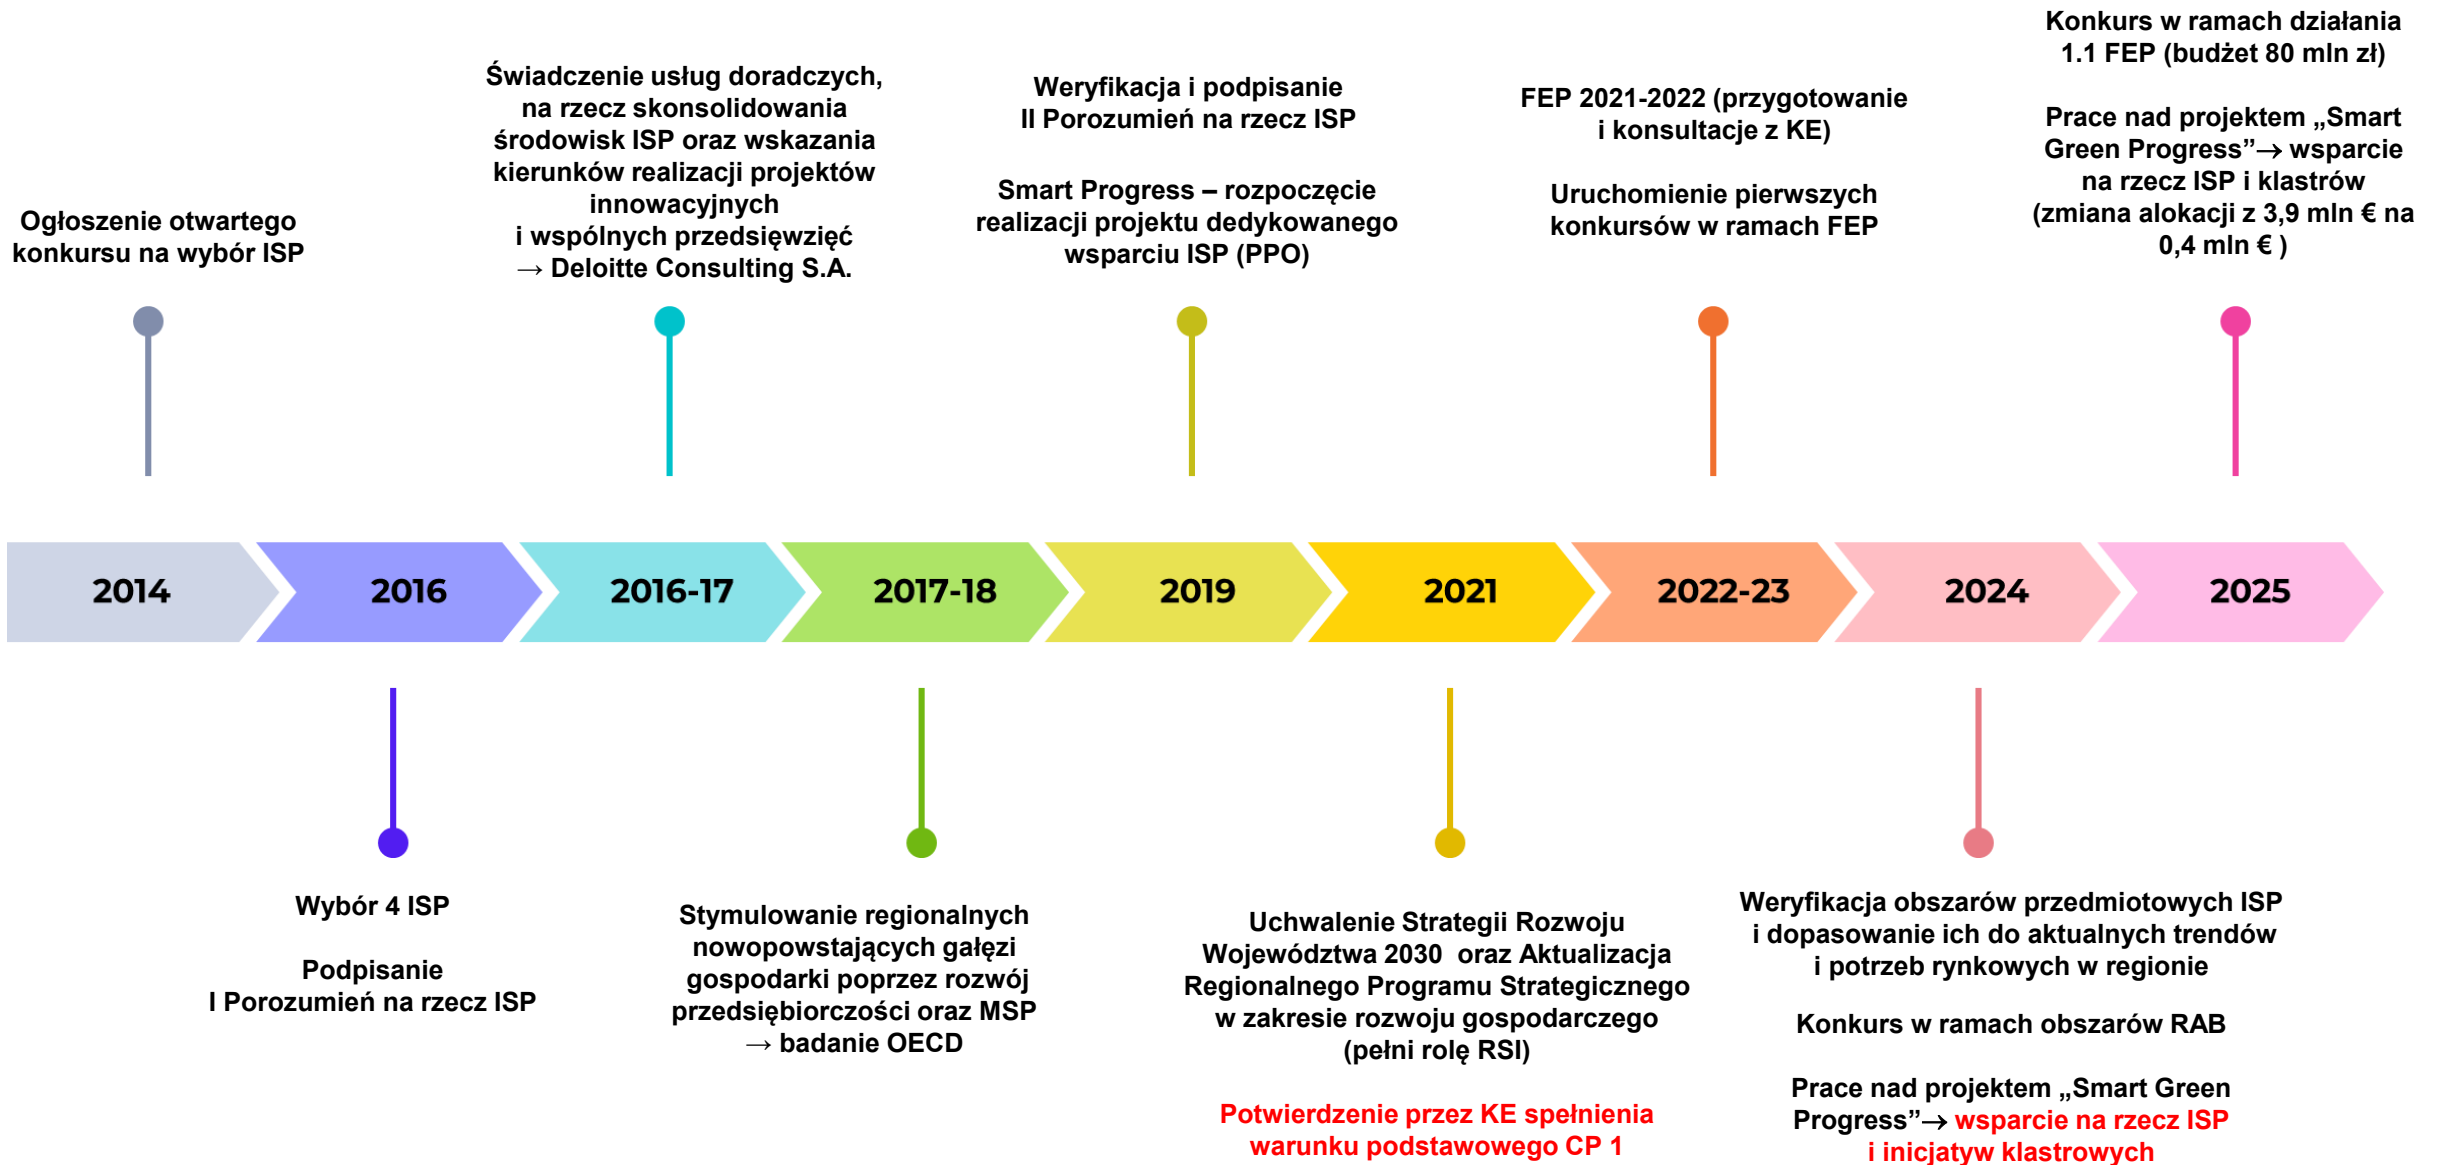 Ogłoszenie otwartego
konkursu na wybór ISP
Świadczenie usług doradczych,
na rzecz skonsolidowania
środowisk ISP oraz wskazania
kierunków realizacji projektów
innowacyjnych
i wspólnych przedsięwzięć
→ Deloitte Consulting S.A.
Weryfikacja i podpisanie
II Porozumień na rzecz ISP
Smart Progress – rozpoczęcie
realizacji projektu dedykowanego
wsparciu ISP (PPO)
FEP 2021-2022 (przygotowanie
i konsultacje z KE)
Uruchomienie pierwszych
konkursów w ramach FEP
Konkurs w ramach działania
1.1 FEP (budżet 80 mln zł)
Prace nad projektem „Smart
Green Progress”→ wsparcie
na rzecz ISP i klastrów
(zmiana alokacji z 3,9 mln € na
0,4 mln € )
2014
2016
2016-17
2017-18
2019
2021
2022-23
2024
2025
Wybór 4 ISP
Podpisanie
I Porozumień na rzecz ISP
Stymulowanie regionalnych
nowopowstających gałęzi
gospodarki poprzez rozwój
przedsiębiorczości oraz MSP
→ badanie OECD
Uchwalenie Strategii Rozwoju
Województwa 2030 oraz Aktualizacja
Regionalnego Programu Strategicznego
w zakresie rozwoju gospodarczego
(pełni rolę RSI)
Potwierdzenie przez KE spełnienia
warunku podstawowego CP 1
Weryfikacja obszarów przedmiotowych ISP
i dopasowanie ich do aktualnych trendów
i potrzeb rynkowych w regionie
Konkurs w ramach obszarów RAB
Prace nad projektem „Smart Green
Progress”→ wsparcie na rzecz ISP
i inicjatyw klastrowych